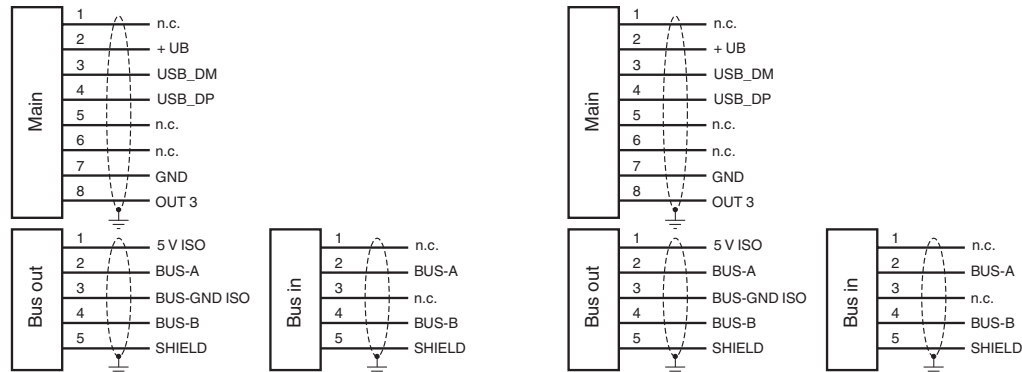 Main
1 n.c.
2 + UB
3 USB_DM
4 USB_DP
5 n.c.
6 n.c.
7 GND
8 OUT 3
Bus out
1 5 V ISO
2 BUS-A
3 BUS-GND ISO
4 BUS-B
5 SHIELD
Bus in
1 n.c.
2 BUS-A
3 n.c.
4 BUS-B
5 SHIELD
Main
1 n.c.
2 + UB
3 USB_DM
4 USB_DP
5 n.c.
6 n.c.
7 GND
8 OUT 3
Bus out
1 5 V ISO
2 BUS-A
3 BUS-GND ISO
4 BUS-B
5 SHIELD
Bus in
1 n.c.
2 BUS-A
3 n.c.
4 BUS-B
5 SHIELD